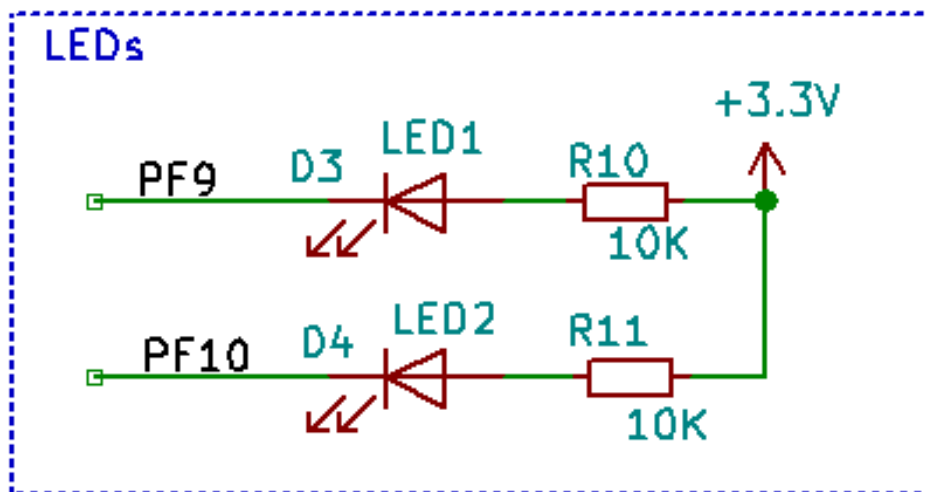 LEDs
+3.3V
LED1
D3
R10
PF9
10K
LED2
D4
R11
PF10
10K